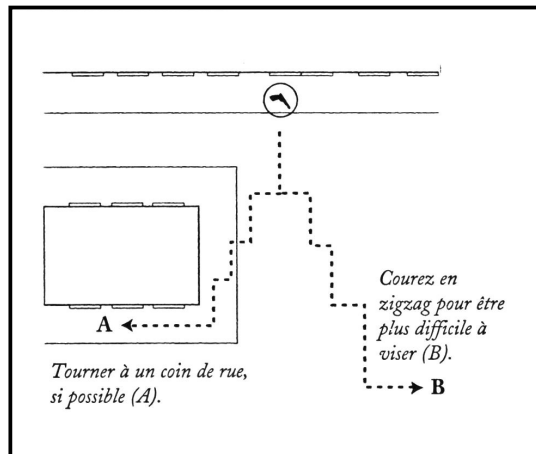 Courez en
zigzag pour être
plus difficile à
viser (B).
A
B
Tourner à un coin de rue,
si possible (A).